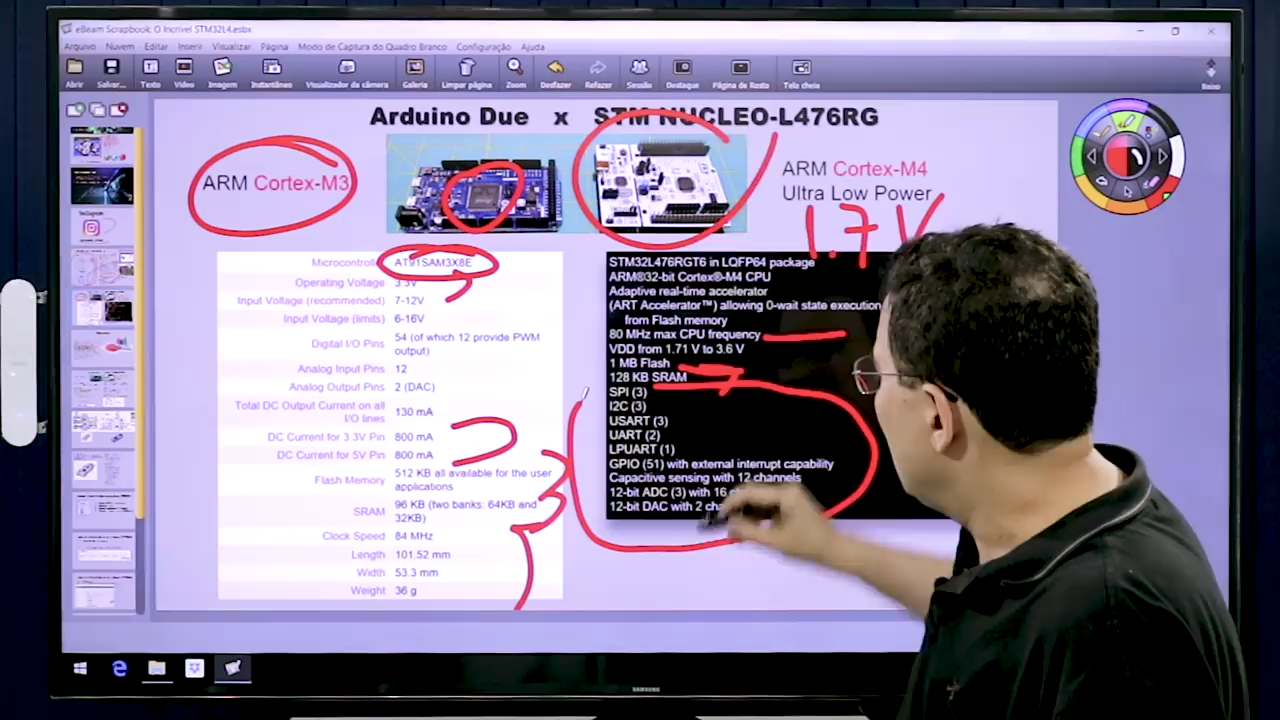 eBeam Scrapbook: O Incrível STM32L4.esbx
Arquivo Nuvem Editar Inserir Visualizar Página Modo de Captura do Quadro Branco Configuração Ajuda
Abrir Salvar... Texto Vídeo Imagem Instantâneo Visualizador da câmera Galeria Limpar página Zoom Desfazer Refazer Sessão Destaque Página de Rosto Tela cheia Baixo
Arduino Due x STM NUCLEO-L476RG
ARM Cortex-M3
ARM Cortex-M4
Ultra Low Power
1.7 V
Microcontrolle AT91SAM3X8E
Operating Voltage 3.3V
Input Voltage (recommended) 7-12V
Input Voltage (limits) 6-16V
Digital I/O Pins 54 (of which 12 provide PWM
output)
Analog Input Pins 12
Analog Output Pins 2 (DAC)
Total DC Output Current on all
I/O lines 130 mA
DC Current for 3.3V Pin 800 mA
DC Current for 5V Pin 800 mA
Flash Memory 512 KB all available for the user
applications
SRAM 96 KB (two banks: 64KB and
32KB)
Clock Speed 84 MHz
Length 101.52 mm
Width 53.3 mm
Weight 36 g
STM32L476RGT6 in LQFP64 package
ARM®32-bit Cortex®-M4 CPU
Adaptive real-time accelerator
(ART Accelerator™) allowing 0-wait state execution
from Flash memory
80 MHz max CPU frequency
VDD from 1.71 V to 3.6 V
1 MB Flash
128 KB SRAM
SPI (3)
I2C (3)
USART (3)
UART (2)
LPUART (1)
GPIO (51) with external interrupt capability
Capacitive sensing with 12 channels
12-bit ADC (3) with 16
12-bit DAC with 2
Instagram
SAMSUNG